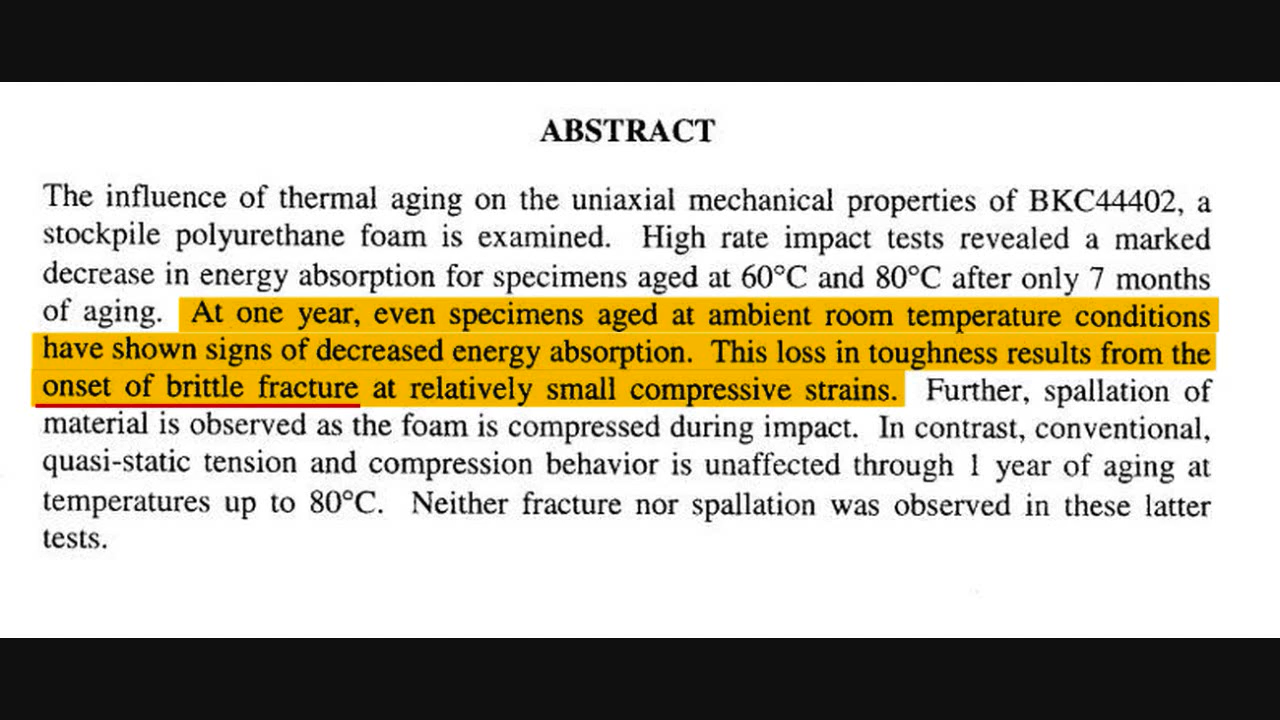 ABSTRACT
The influence of thermal aging on the uniaxial mechanical properties of BKC44402, a
stockpile polyurethane foam is examined. High rate impact tests revealed a marked
decrease in energy absorption for specimens aged at 60°C and 80°C after only 7 months
of aging. At one year, even specimens aged at ambient room temperature conditions
have shown signs of decreased energy absorption. This loss in toughness results from the
onset of brittle fracture at relatively small compressive strains. Further, spallation of
material is observed as the foam is compressed during impact. In contrast, conventional,
quasi-static tension and compression behavior is unaffected through 1 year of aging at
temperatures up to 80°C. Neither fracture nor spallation was observed in these latter
tests.